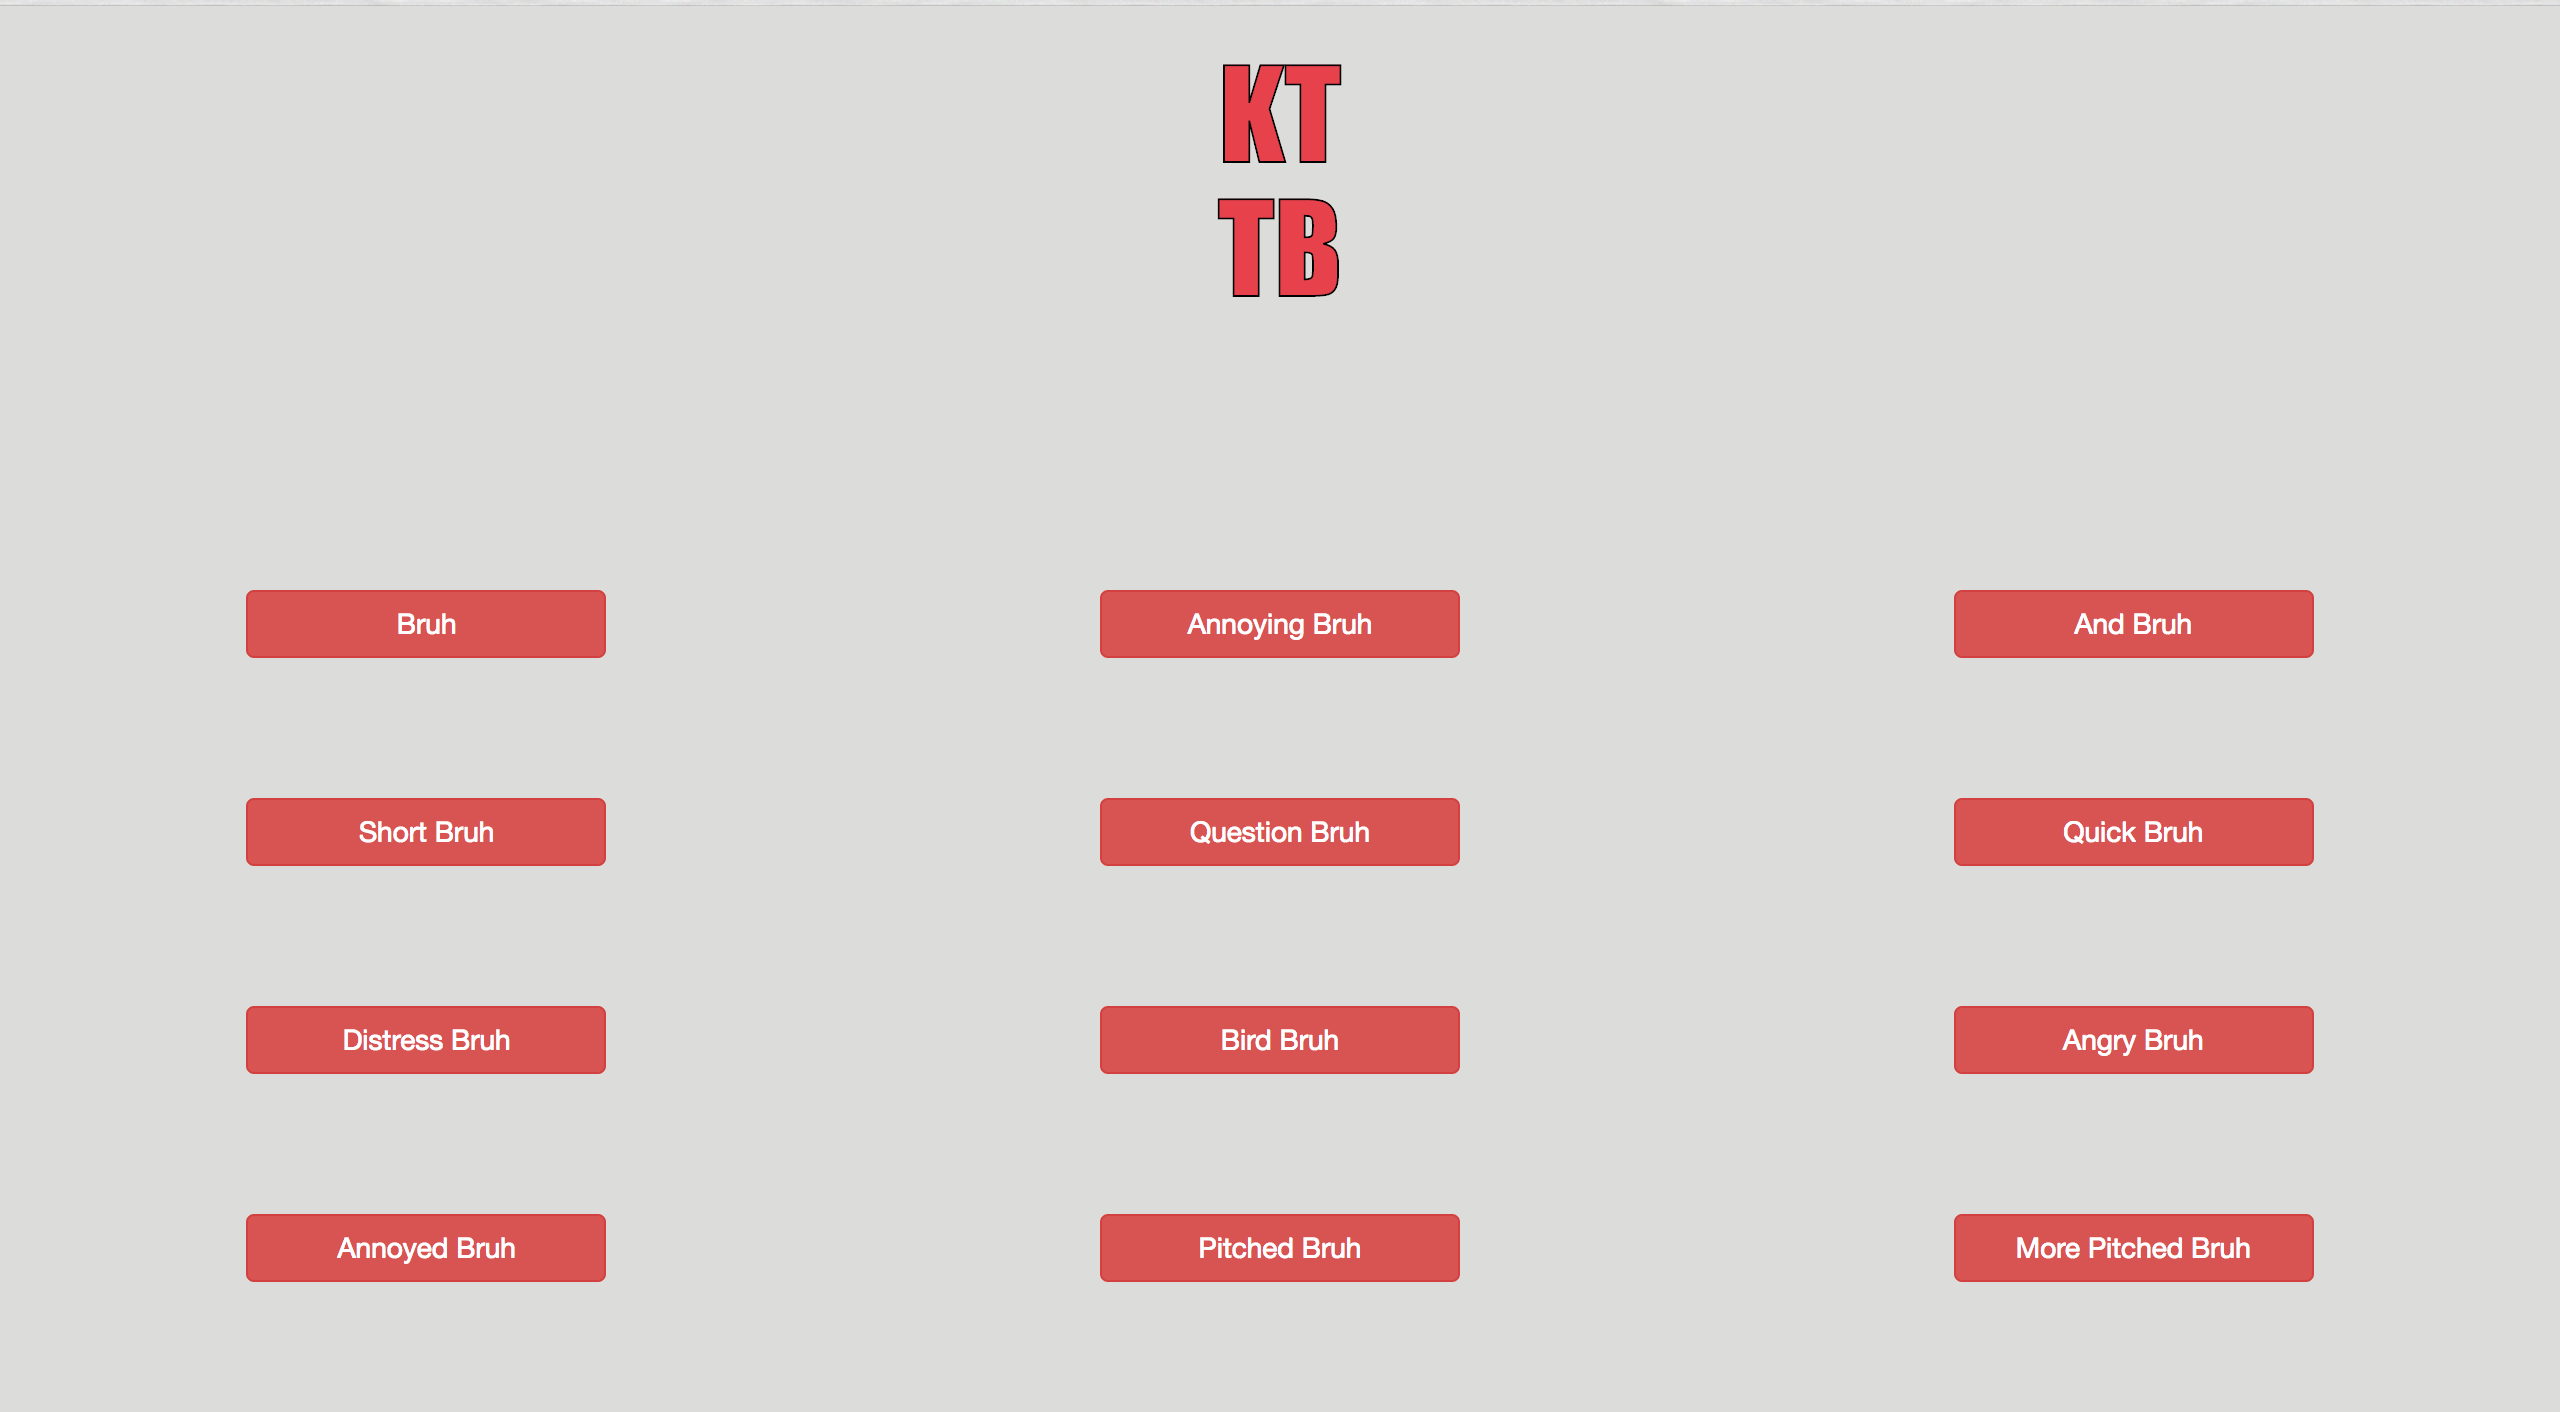 KT
TB
Bruh
Annoying Bruh
And Bruh
Short Bruh
Question Bruh
Quick Bruh
Distress Bruh
Bird Bruh
Angry Bruh
Annoyed Bruh
Pitched Bruh
More Pitched Bruh